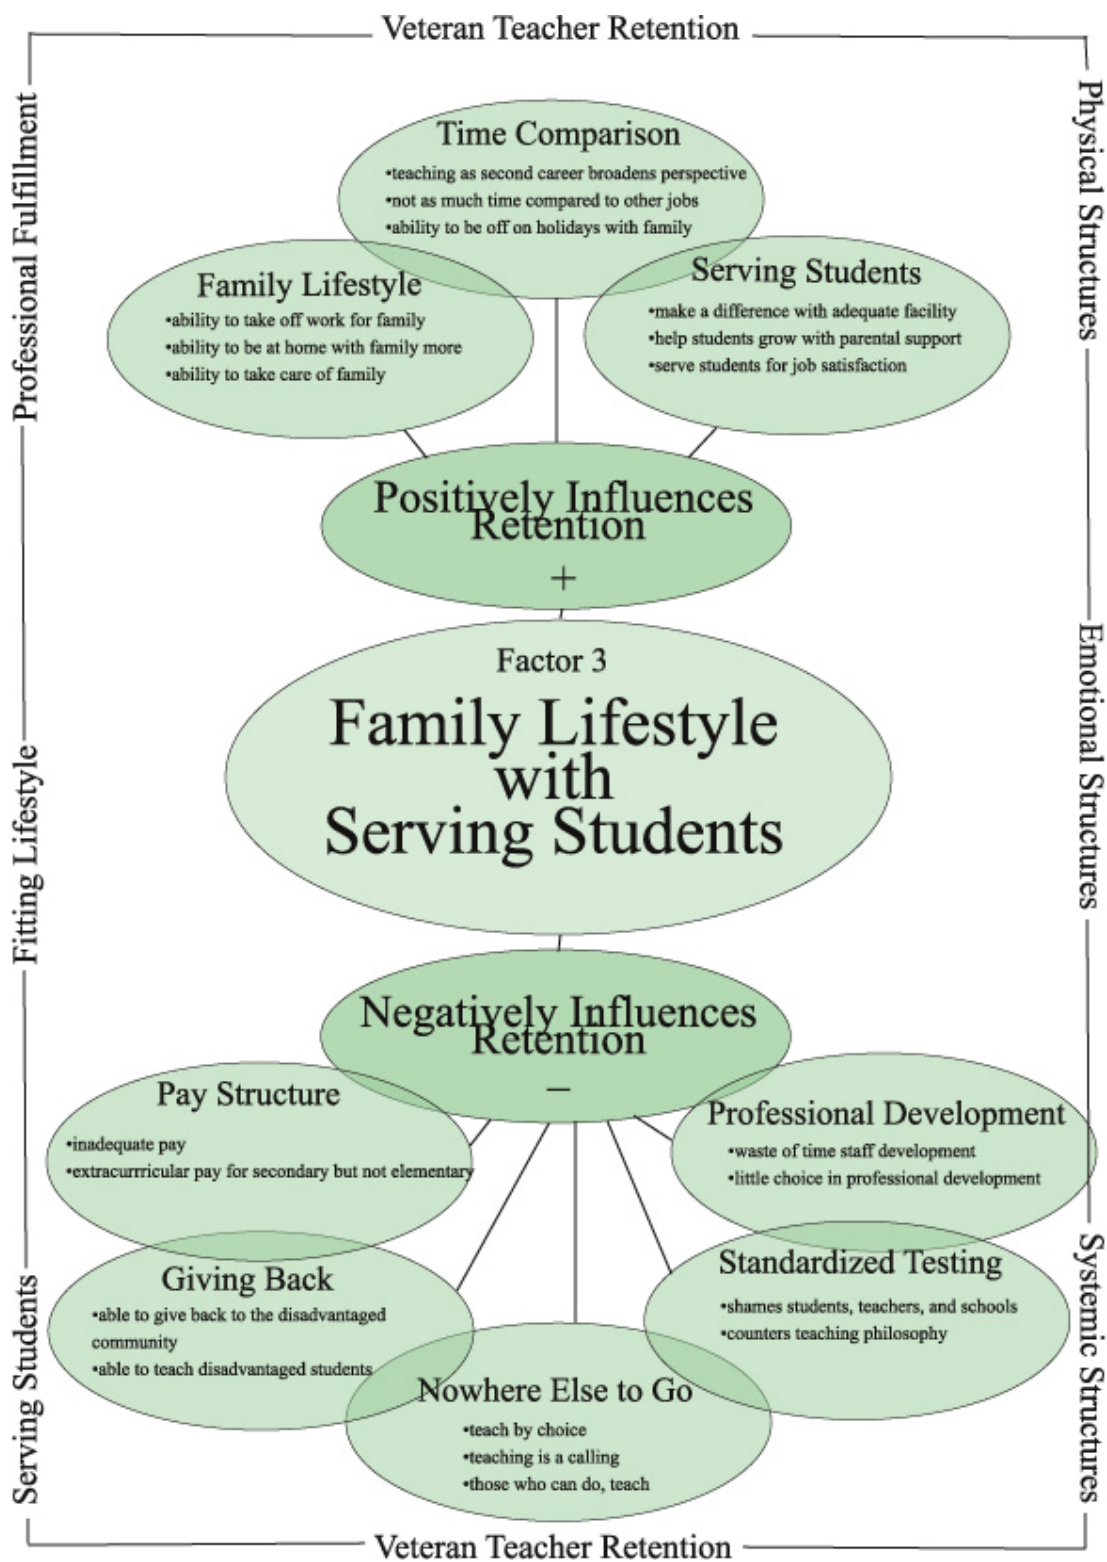 Veteran Teacher Retention
Professional Fulfillment
Fitting Lifestyle
Serving Students
Physical Structures
Emotional Structures
Systemic Structures
Time Comparison
•teaching as second career broadens perspective
•not as much time compared to other jobs
•ability to be off on holidays with family
Family Lifestyle
•ability to take off work for family
•ability to be at home with family more
•ability to take care of family
Serving Students
•make a difference with adequate facility
•help students grow with parental support
•serve students for job satisfaction
Positively Influences
Retention
+
Factor 3
Family Lifestyle
with
Serving Students
Negatively Influences
Retention
–
Pay Structure
•inadequate pay
•extracurrricular pay for secondary but not elementary
Professional Development
•waste of time staff development
•little choice in professional development
Giving Back
•able to give back to the disadvantaged
community
•able to teach disadvantaged students
Standardized Testing
•shames students, teachers, and schools
•counters teaching philosophy
Nowhere Else to Go
•teach by choice
•teaching is a calling
•those who can do, teach
Veteran Teacher Retention